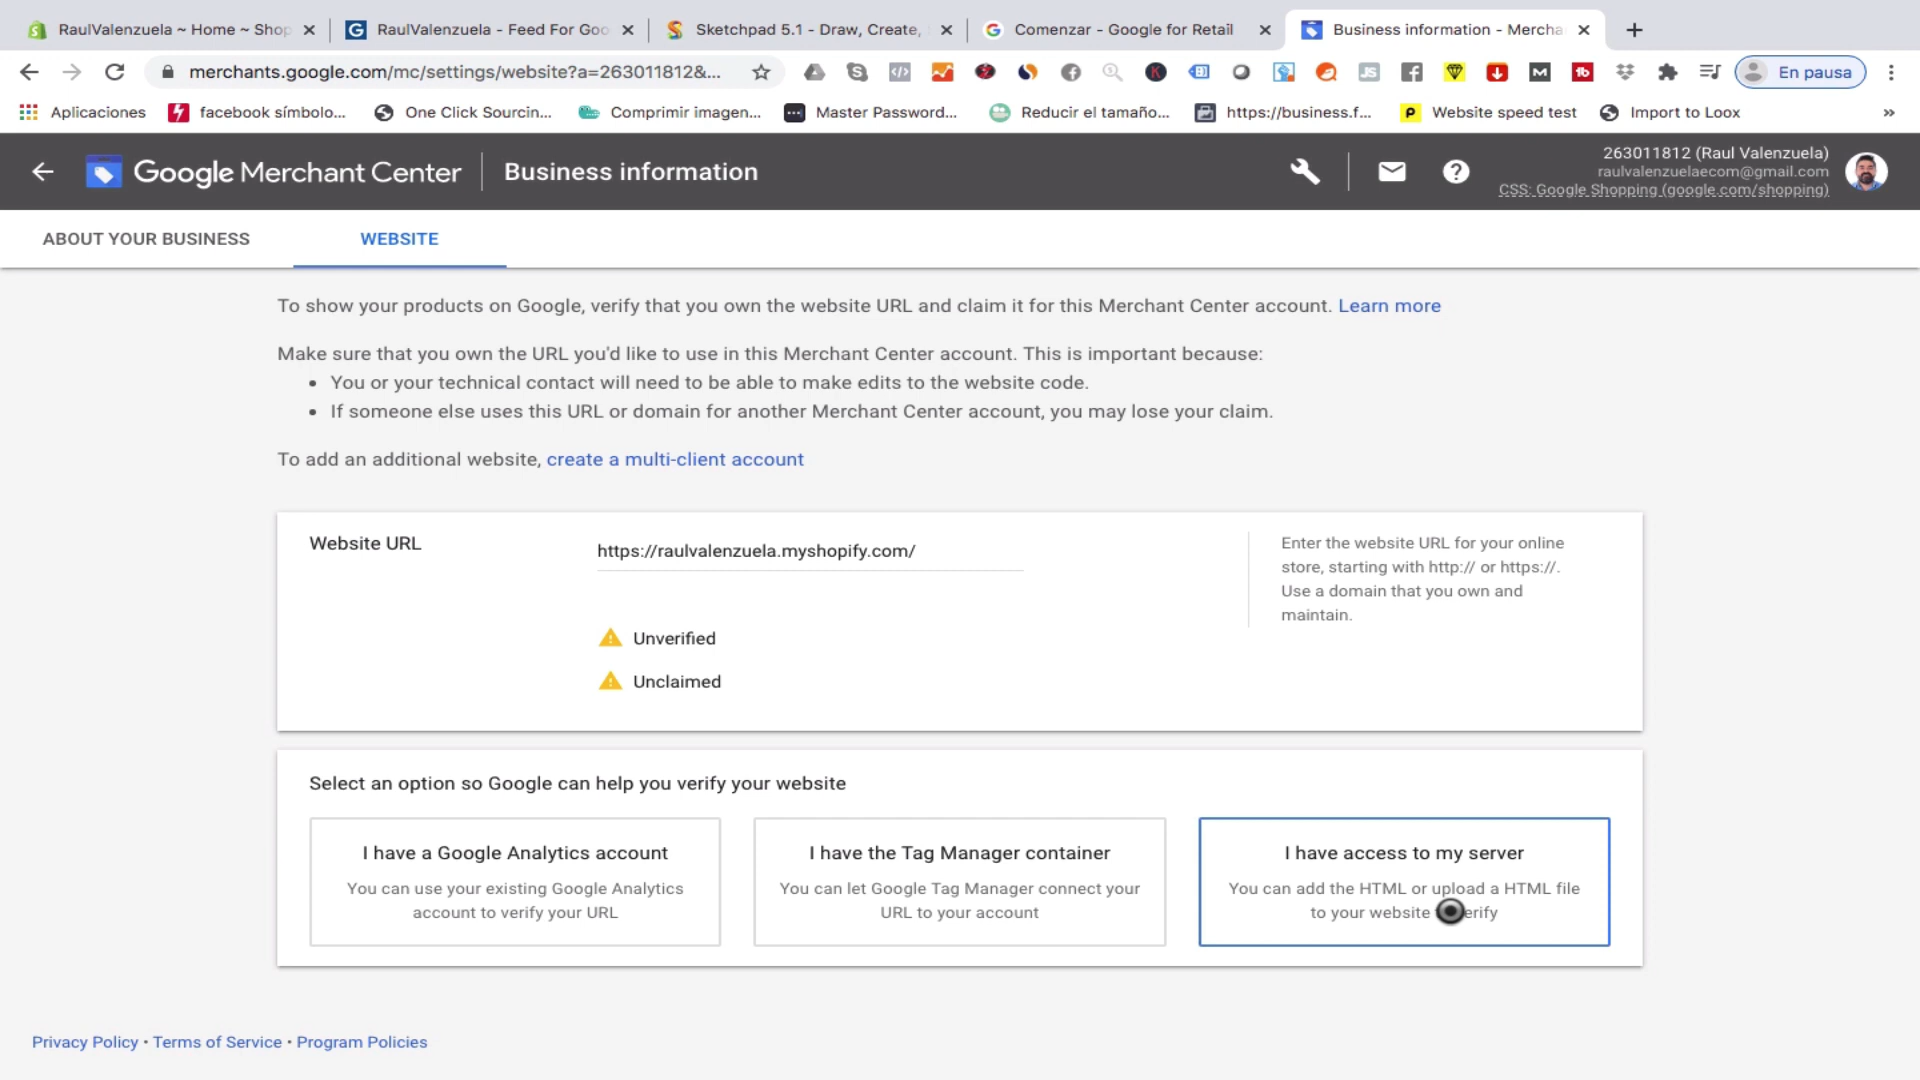 RaulValenzuela ~ Home ~ Shop
RaulValenzuela - Feed For Goo
Sketchpad 5.1 - Draw, Create,
Comenzar - Google for Retail
Business information - Mercha
merchants.google.com/mc/settings/website?a=263011812&...
En pausa
Aplicaciones
facebook símbolo...
One Click Sourcin...
Comprimir imagen...
Master Password...
Reducir el tamaño...
https://business.f...
Website speed test
Import to Loox
»
Google Merchant Center
Business information
263011812 (Raul Valenzuela)
raulvalenzuelaecom@gmail.com
CSS: Google Shopping (google.com/shopping)
ABOUT YOUR BUSINESS
WEBSITE
To show your products on Google, verify that you own the website URL and claim it for this Merchant Center account. Learn more
Make sure that you own the URL you'd like to use in this Merchant Center account. This is important because:
• You or your technical contact will need to be able to make edits to the website code.
• If someone else uses this URL or domain for another Merchant Center account, you may lose your claim.
To add an additional website, create a multi-client account
Website URL
https://raulvalenzuela.myshopify.com/
Unverified
Unclaimed
Enter the website URL for your online
store, starting with http:// or https://.
Use a domain that you own and
maintain.
Select an option so Google can help you verify your website
I have a Google Analytics account
You can use your existing Google Analytics
account to verify your URL
I have the Tag Manager container
You can let Google Tag Manager connect your
URL to your account
I have access to my server
You can add the HTML or upload a HTML file
to your website erify
Privacy Policy • Terms of Service • Program Policies